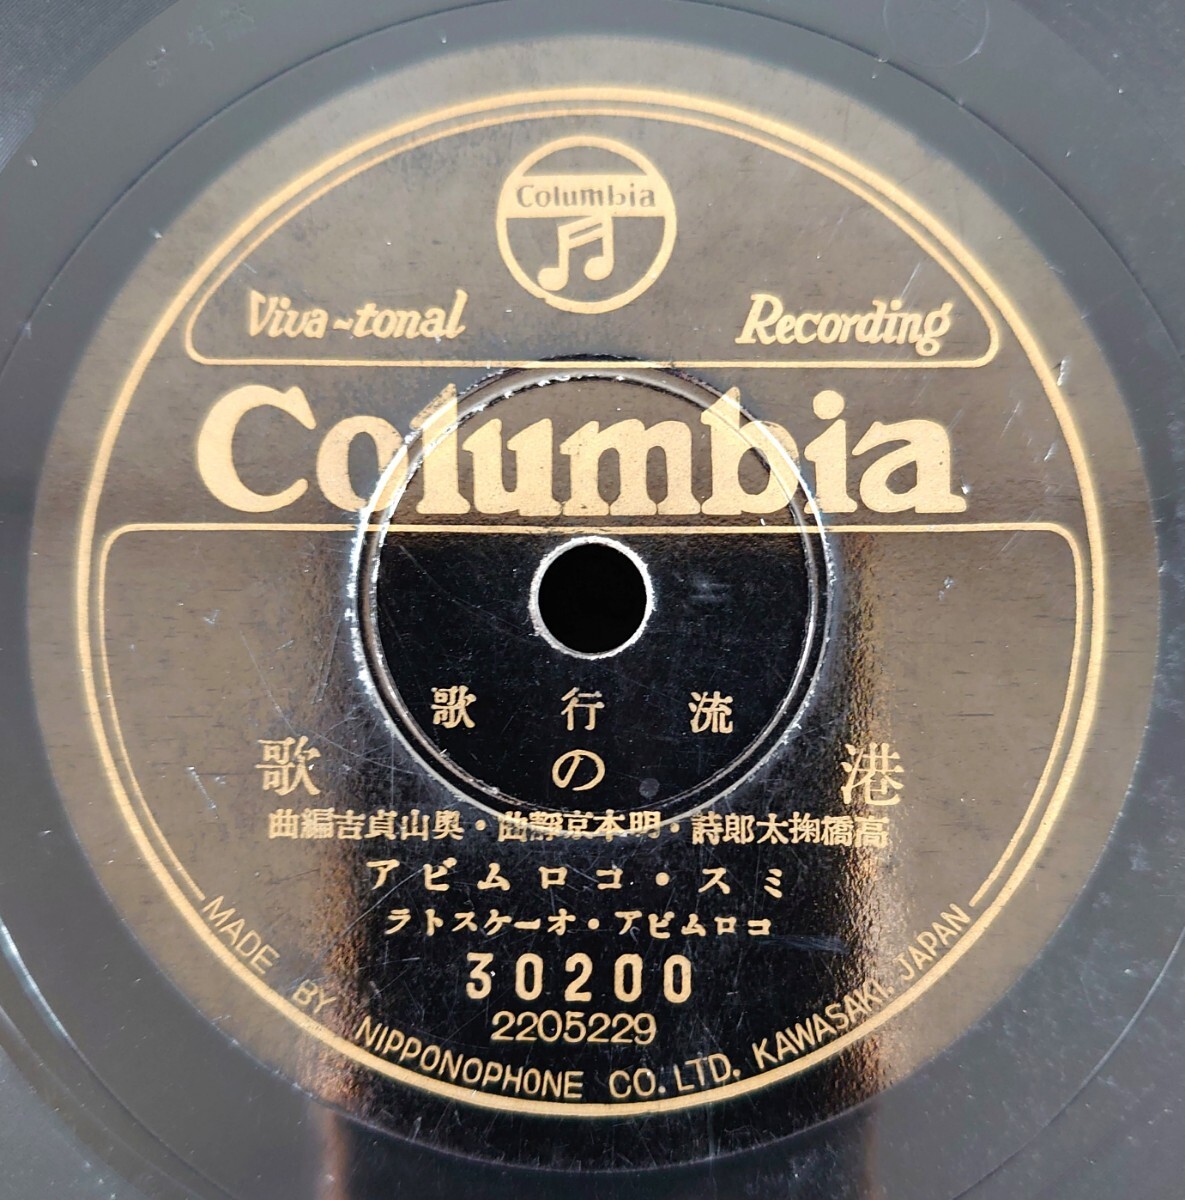 Columbia
Viva-tonal Recording
Columbia
流行歌
港の歌
高橋掬太郎詩・明本京靜曲・奥山貞吉編曲
ミス・コロムビア
コロムビア・オーケストラ
30200
2205229
MADE BY NIPPONOPHONE CO. LTD. KAWASAKI, JAPAN